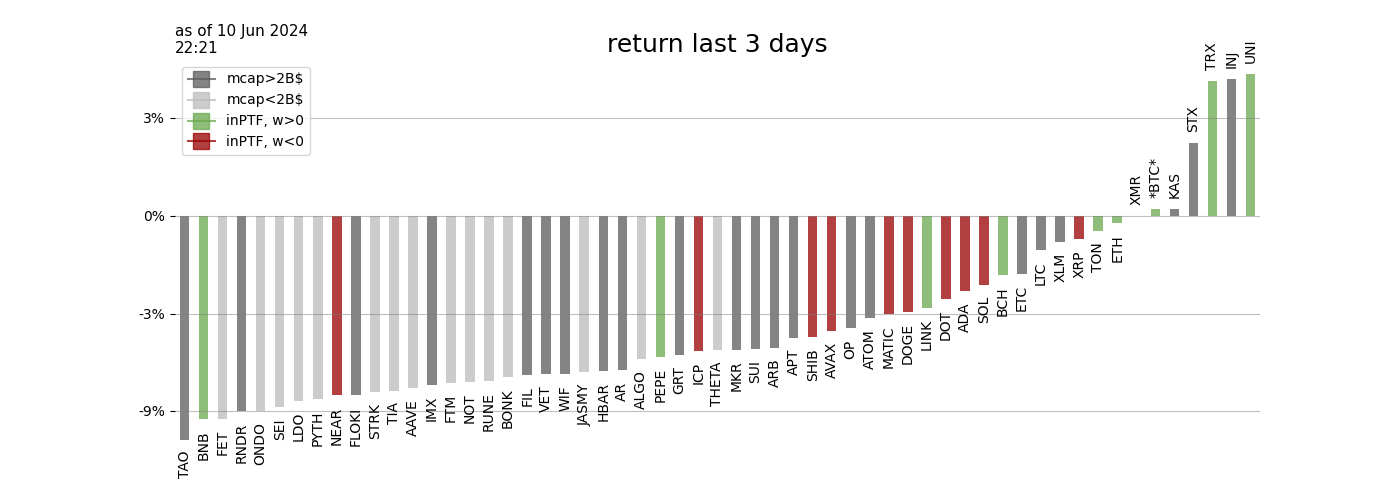 as of 10 Jun 2024
22:21
return last 3 days
mcap>2B$
mcap<2B$
inPTF, w>0
inPTF, w<0
3%
0%
-3%
-9%
TAO
BNB
FET
RNDR
ONDO
SEI
LDO
PYTH
NEAR
FLOKI
STRK
TIA
AAVE
IMX
FTM
NOT
RUNE
BONK
FIL
VET
WIF
JASMY
HBAR
AR
ALGO
PEPE
GRT
ICP
THETA
MKR
SUI
ARB
APT
SHIB
AVAX
OP
ATOM
MATIC
DOGE
LINK
DOT
ADA
SOL
BCH
ETC
LTC
XLM
XRP
TON
ETH
XMR
*BTC*
KAS
STX
TRX
INJ
UNI